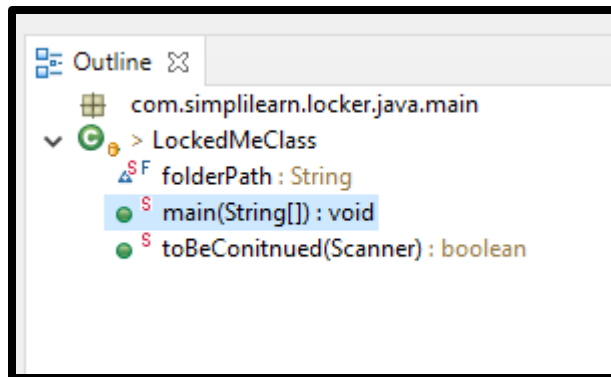 Outline
com.simplilearn.locker.java.main
C > LockedMeClass
S F folderPath : String
S main(String[]) : void
S toBeConitnued(Scanner) : boolean